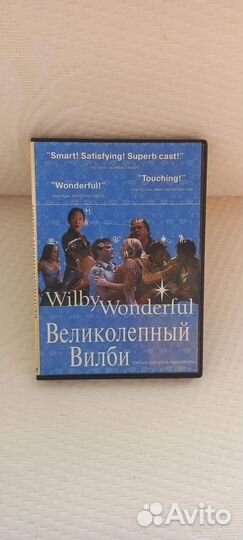 "Smart! Satisfying! Superb cast!"
"Wonderful!"
"Touching!"
Wilby Wonderful
Великолепный
Вилби
Avito